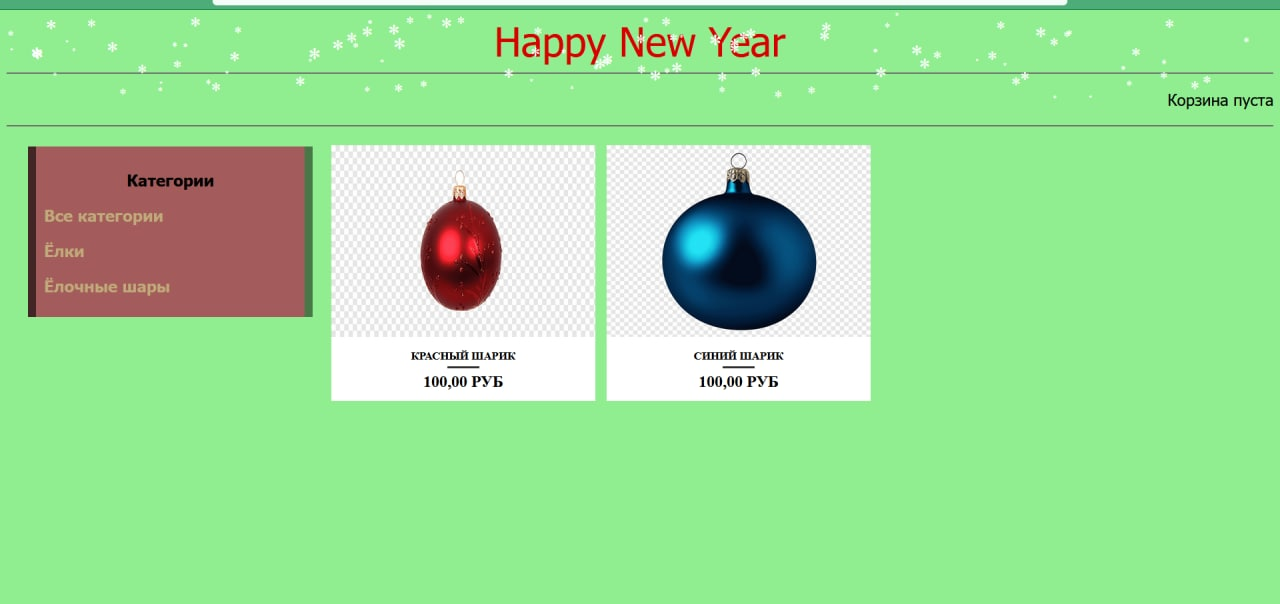 Happy New Year
Корзина пуста
Категории
Все категории
Ёлки
Ёлочные шары
КРАСНЫЙ ШАРИК
100,00 РУБ
СИНИЙ ШАРИК
100,00 РУБ